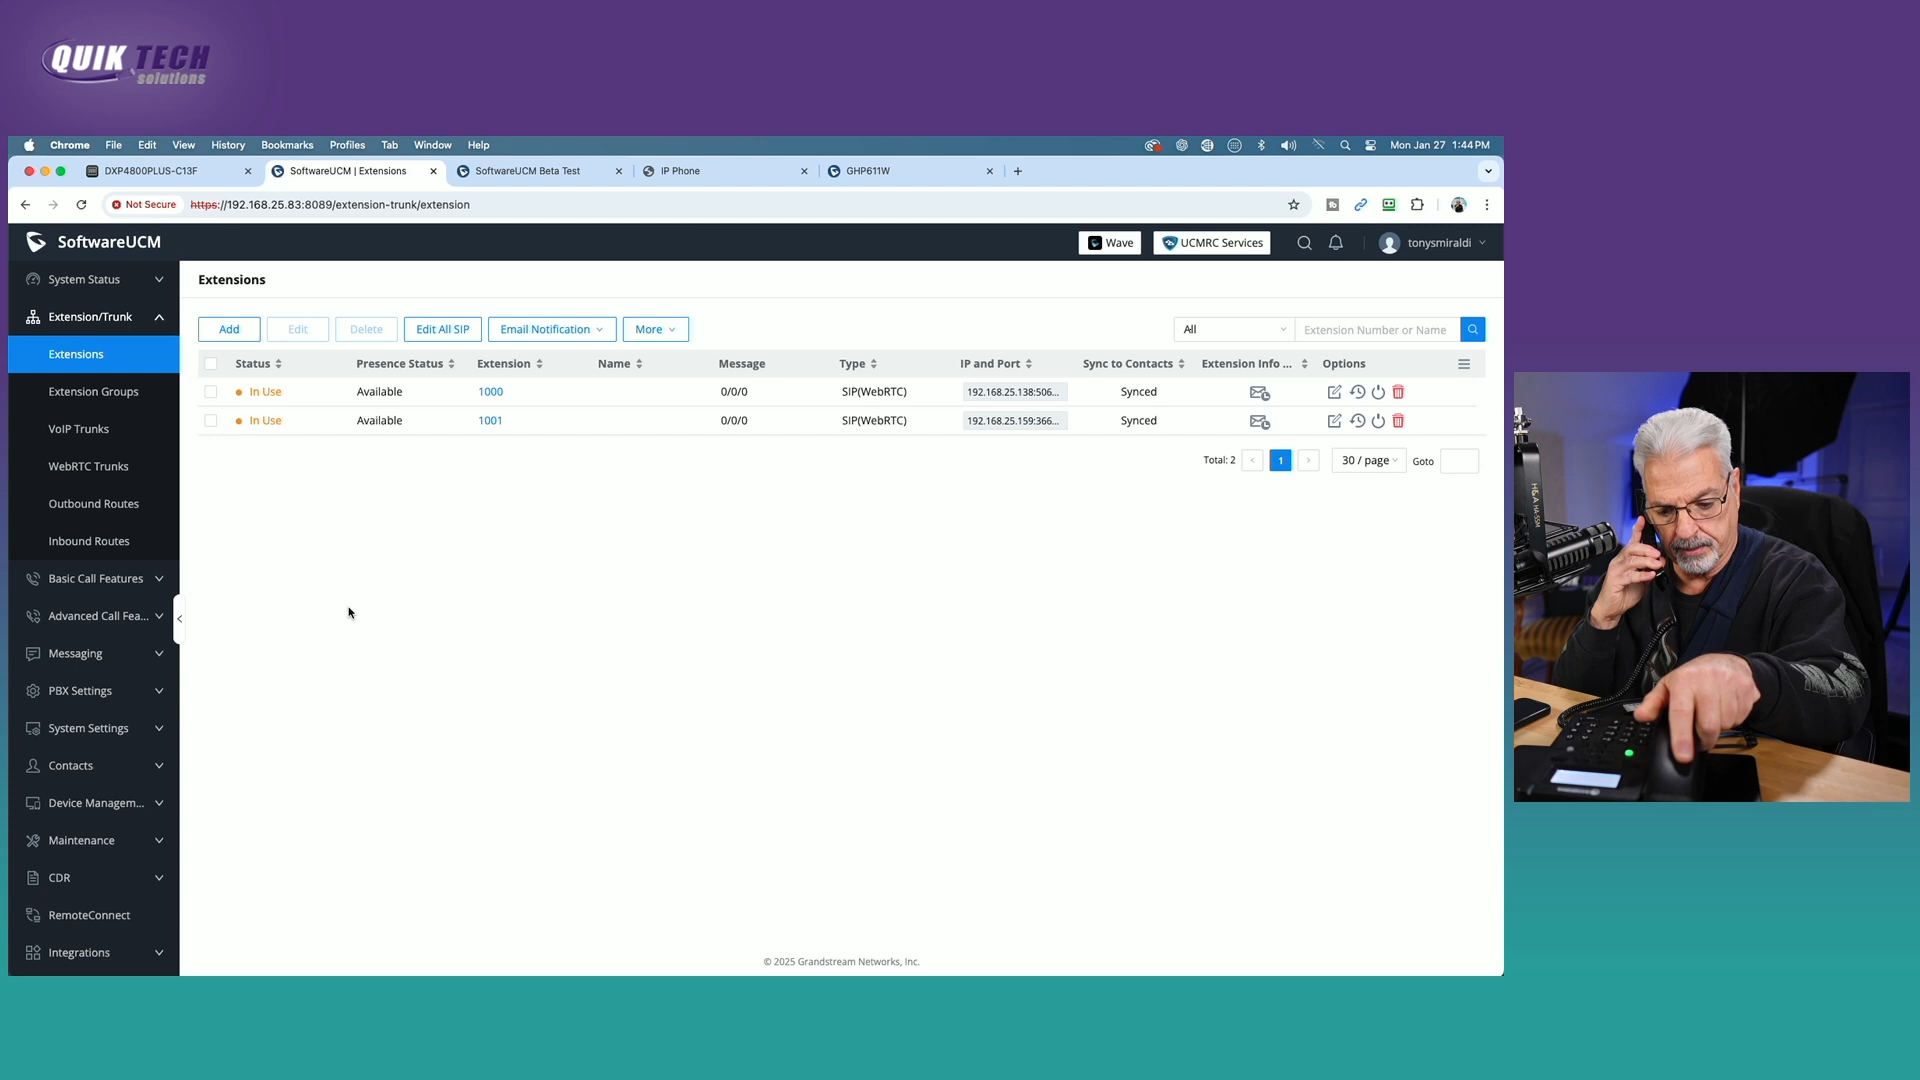 QUIK TECH
solutions
Chrome File Edit View History Bookmarks Profiles Tab Window Help
Mon Jan 27 1:44 PM
DXP4800PLUS-C13F
SoftwareUCM | Extensions
SoftwareUCM Beta Test
IP Phone
GHP611W
Not Secure https://192.168.25.83:8089/extension-trunk/extension
SoftwareUCM
Wave
UCMRC Services
tonysmiraldi
System Status
Extension/Trunk
Extensions
Extension Groups
VoIP Trunks
WebRTC Trunks
Outbound Routes
Inbound Routes
Basic Call Features
Advanced Call Fea...
Messaging
PBX Settings
System Settings
Contacts
Device Managem...
Maintenance
CDR
RemoteConnect
Integrations
Extensions
Add Edit Delete Edit All SIP Email Notification More
All Extension Number or Name
Status Presence Status Extension Name Message Type IP and Port Sync to Contacts Extension Info ... Options
In Use Available 1000 0/0/0 SIP(WebRTC) 192.168.25.138:506... Synced
In Use Available 1001 0/0/0 SIP(WebRTC) 192.168.25.159:366... Synced
Total: 2 < 1 > 30 / page Goto
© 2025 Grandstream Networks, Inc.
H&A HA-SSM